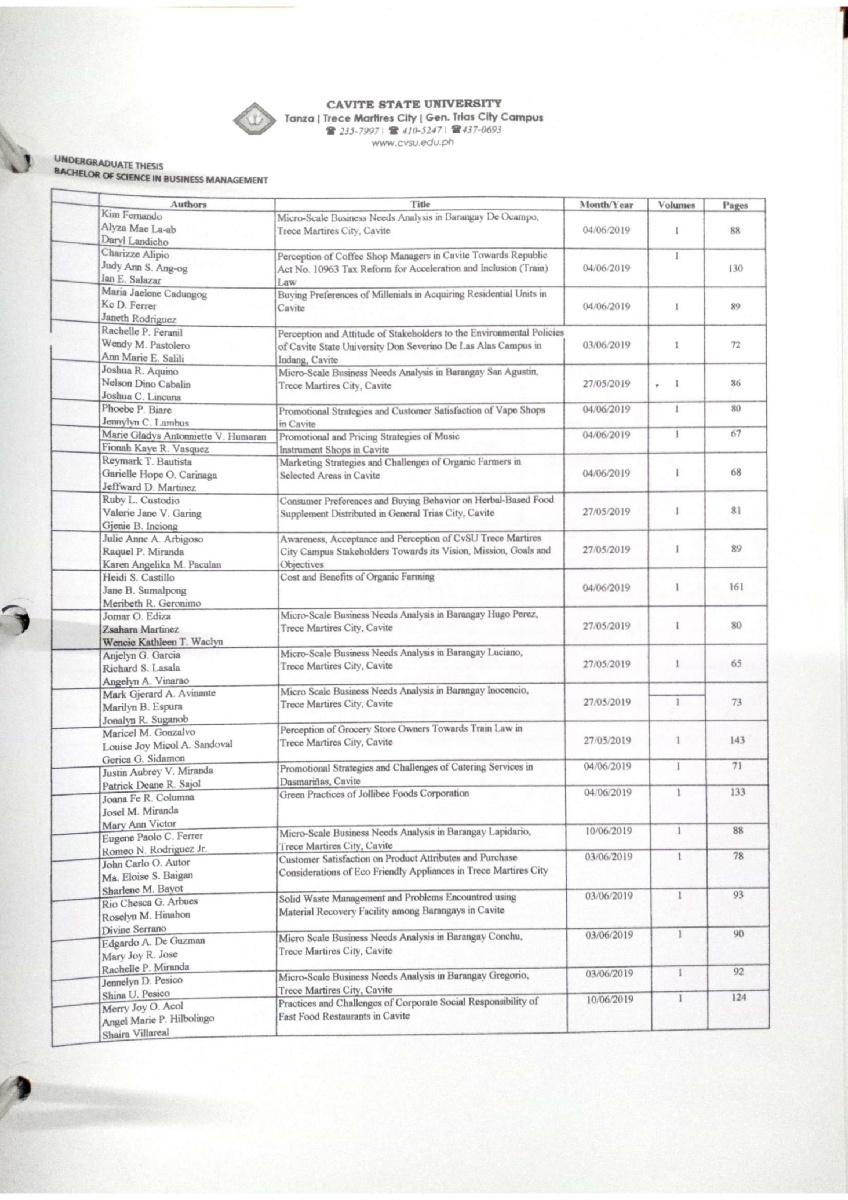 CAVITE STATE UNIVERSITY
Tanza | Trece Martires City | Gen. Trias City Campus
☎ 235-7997 | ☎ 410-5247 | ☎ 437-0693
www.cvsu.edu.ph
UNDERGRADUATE THESIS
BACHELOR OF SCIENCE IN BUSINESS MANAGEMENT
Authors Title Month/Year Volumes Pages
Kim Fernando
Alyza Mae La-ab
Daryl Landicho
Micro-Scale Business Needs Analysis in Barangay De Ocampo,
Trece Martires City, Cavite
04/06/2019 1 88
Charizze Alipio
Judy Ann S. Ang-og
Ian E. Salazar
Perception of Coffee Shop Managers in Cavite Towards Republic
Act No. 10963 Tax Reform for Acceleration and Inclusion (Train)
Law
04/06/2019 1 130
Maria Jaelone Cadungog
Ko D. Ferrer
Janeth Rodriguez
Buying Preferences of Millenials in Acquiring Residential Units in
Cavite
04/06/2019 1 89
Rachelle P. Feranil
Wendy M. Pastolero
Ann Marie E. Salili
Perception and Attitude of Stakeholders to the Environmental Policies
of Cavite State University Don Severino De Las Alas Campus in
Indang, Cavite
03/06/2019 1 72
Joshua R. Aquino
Nelson Dino Cabalin
Joshua C. Lincuna
Micro-Scale Business Needs Analysis in Barangay San Agustin,
Trece Martires City, Cavite
27/05/2019 1 86
Phoebe P. Biare
Jennylyn C. Lambus
Promotional Strategies and Customer Satisfaction of Vape Shops
in Cavite
04/06/2019 1 80
Marie Gladys Antonniette V. Humaran
Fionah Kaye R. Vasquez
Promotional and Pricing Strategies of Music
Instrument Shops in Cavite
04/06/2019 1 67
Reymark T. Bautista
Garielle Hope O. Carinaga
Jeffward D. Martinez
Marketing Strategies and Challenges of Organic Farmers in
Selected Areas in Cavite
04/06/2019 1 68
Ruby L. Custodio
Valerie Jane V. Garing
Gjenie B. Inciong
Consumer Preferences and Buying Behavior on Herbal-Based Food
Supplement Distributed in General Trias City, Cavite
27/05/2019 1 81
Julie Anne A. Arbigoso
Raquel P. Miranda
Karen Angelika M. Pacalan
Awareness, Acceptance and Perception of CvSU Trece Martires
City Campus Stakeholders Towards its Vision, Mission, Goals and
Objectives
27/05/2019 1 89
Heidi S. Castillo
Jane B. Sumalpong
Meribeth R. Geronimo
Cost and Benefits of Organic Farming
04/06/2019 1 161
Jomar O. Ediza
Zsaharn Martinez
Wencie Kathleen T. Waclyn
Micro-Scale Business Needs Analysis in Barangay Hugo Perez,
Trece Martires City, Cavite
27/05/2019 1 80
Anjelyn G. Garcia
Richard S. Lasala
Angelyn A. Vinarao
Micro-Scale Business Needs Analysis in Barangay Luciano,
Trece Martires City, Cavite
27/05/2019 1 65
Mark Gjerard A. Avinante
Marilyn B. Espura
Jonalyn R. Suganob
Micro Scale Business Needs Analysis in Barangay Inocencio,
Trece Martires City, Cavite
27/05/2019 1 73
Maricel M. Gonzalvo
Louise Joy Micol A. Sandoval
Gerica G. Sidamon
Perception of Grocery Store Owners Towards Train Law in
Trece Martires City, Cavite
27/05/2019 1 143
Justin Aubrey V. Miranda
Patrick Deane R. Sajol
Promotional Strategies and Challenges of Catering Services in
Dasmariñas, Cavite
04/06/2019 1 71
Joana Fe R. Columna
Josel M. Miranda
Mary Ann Victor
Green Practices of Jollibee Foods Corporation
04/06/2019 1 133
Eugene Paolo C. Ferrer
Romeo N. Rodriguez Jr.
Micro-Scale Business Needs Analysis in Barangay Lapidario,
Trece Martires City, Cavite
10/06/2019 1 88
John Carlo O. Autor
Ma. Eloise S. Baigan
Sharlene M. Bayot
Customer Satisfaction on Product Attributes and Purchase
Considerations of Eco Friendly Appliances in Trece Martires City
03/06/2019 1 78
Rio Chesca G. Arbues
Roselyn M. Hinahon
Divine Serrano
Solid Waste Management and Problems Encountred using
Material Recovery Facility among Barangays in Cavite
03/06/2019 1 93
Edgardo A. De Guzman
Mary Joy R. Jose
Rachelle P. Miranda
Micro Scale Business Needs Analysis in Barangay Conchu,
Trece Martires City, Cavite
03/06/2019 1 90
Jennelyn D. Pesico
Shina U. Pesico
Micro-Scale Business Needs Analysis in Barangay Gregorio,
Trece Martires City, Cavite
03/06/2019 1 92
Merry Joy O. Acol
Angel Marie P. Hilbolingo
Shaira Villareal
Practices and Challenges of Corporate Social Responsibility of
Fast Food Restaurants in Cavite
10/06/2019 1 124